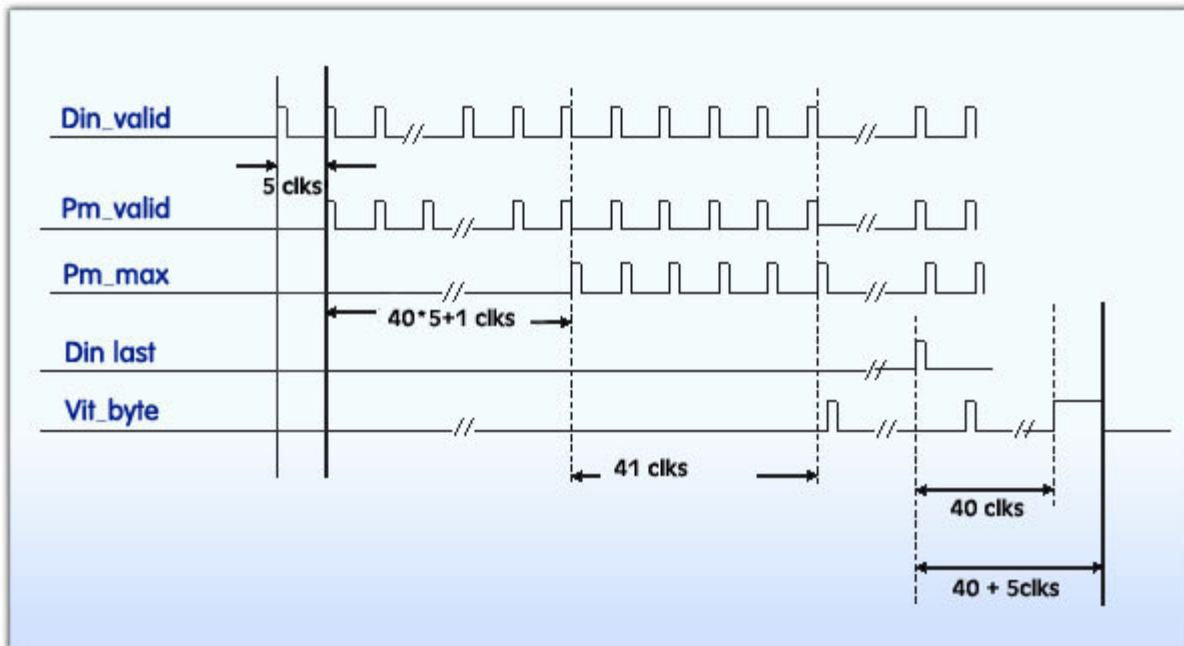 Din_valid
5 clks
Pm_valid
Pm_max
40*5+1 clks
Din last
Vit_byte
41 clks
40 clks
40 + 5clks